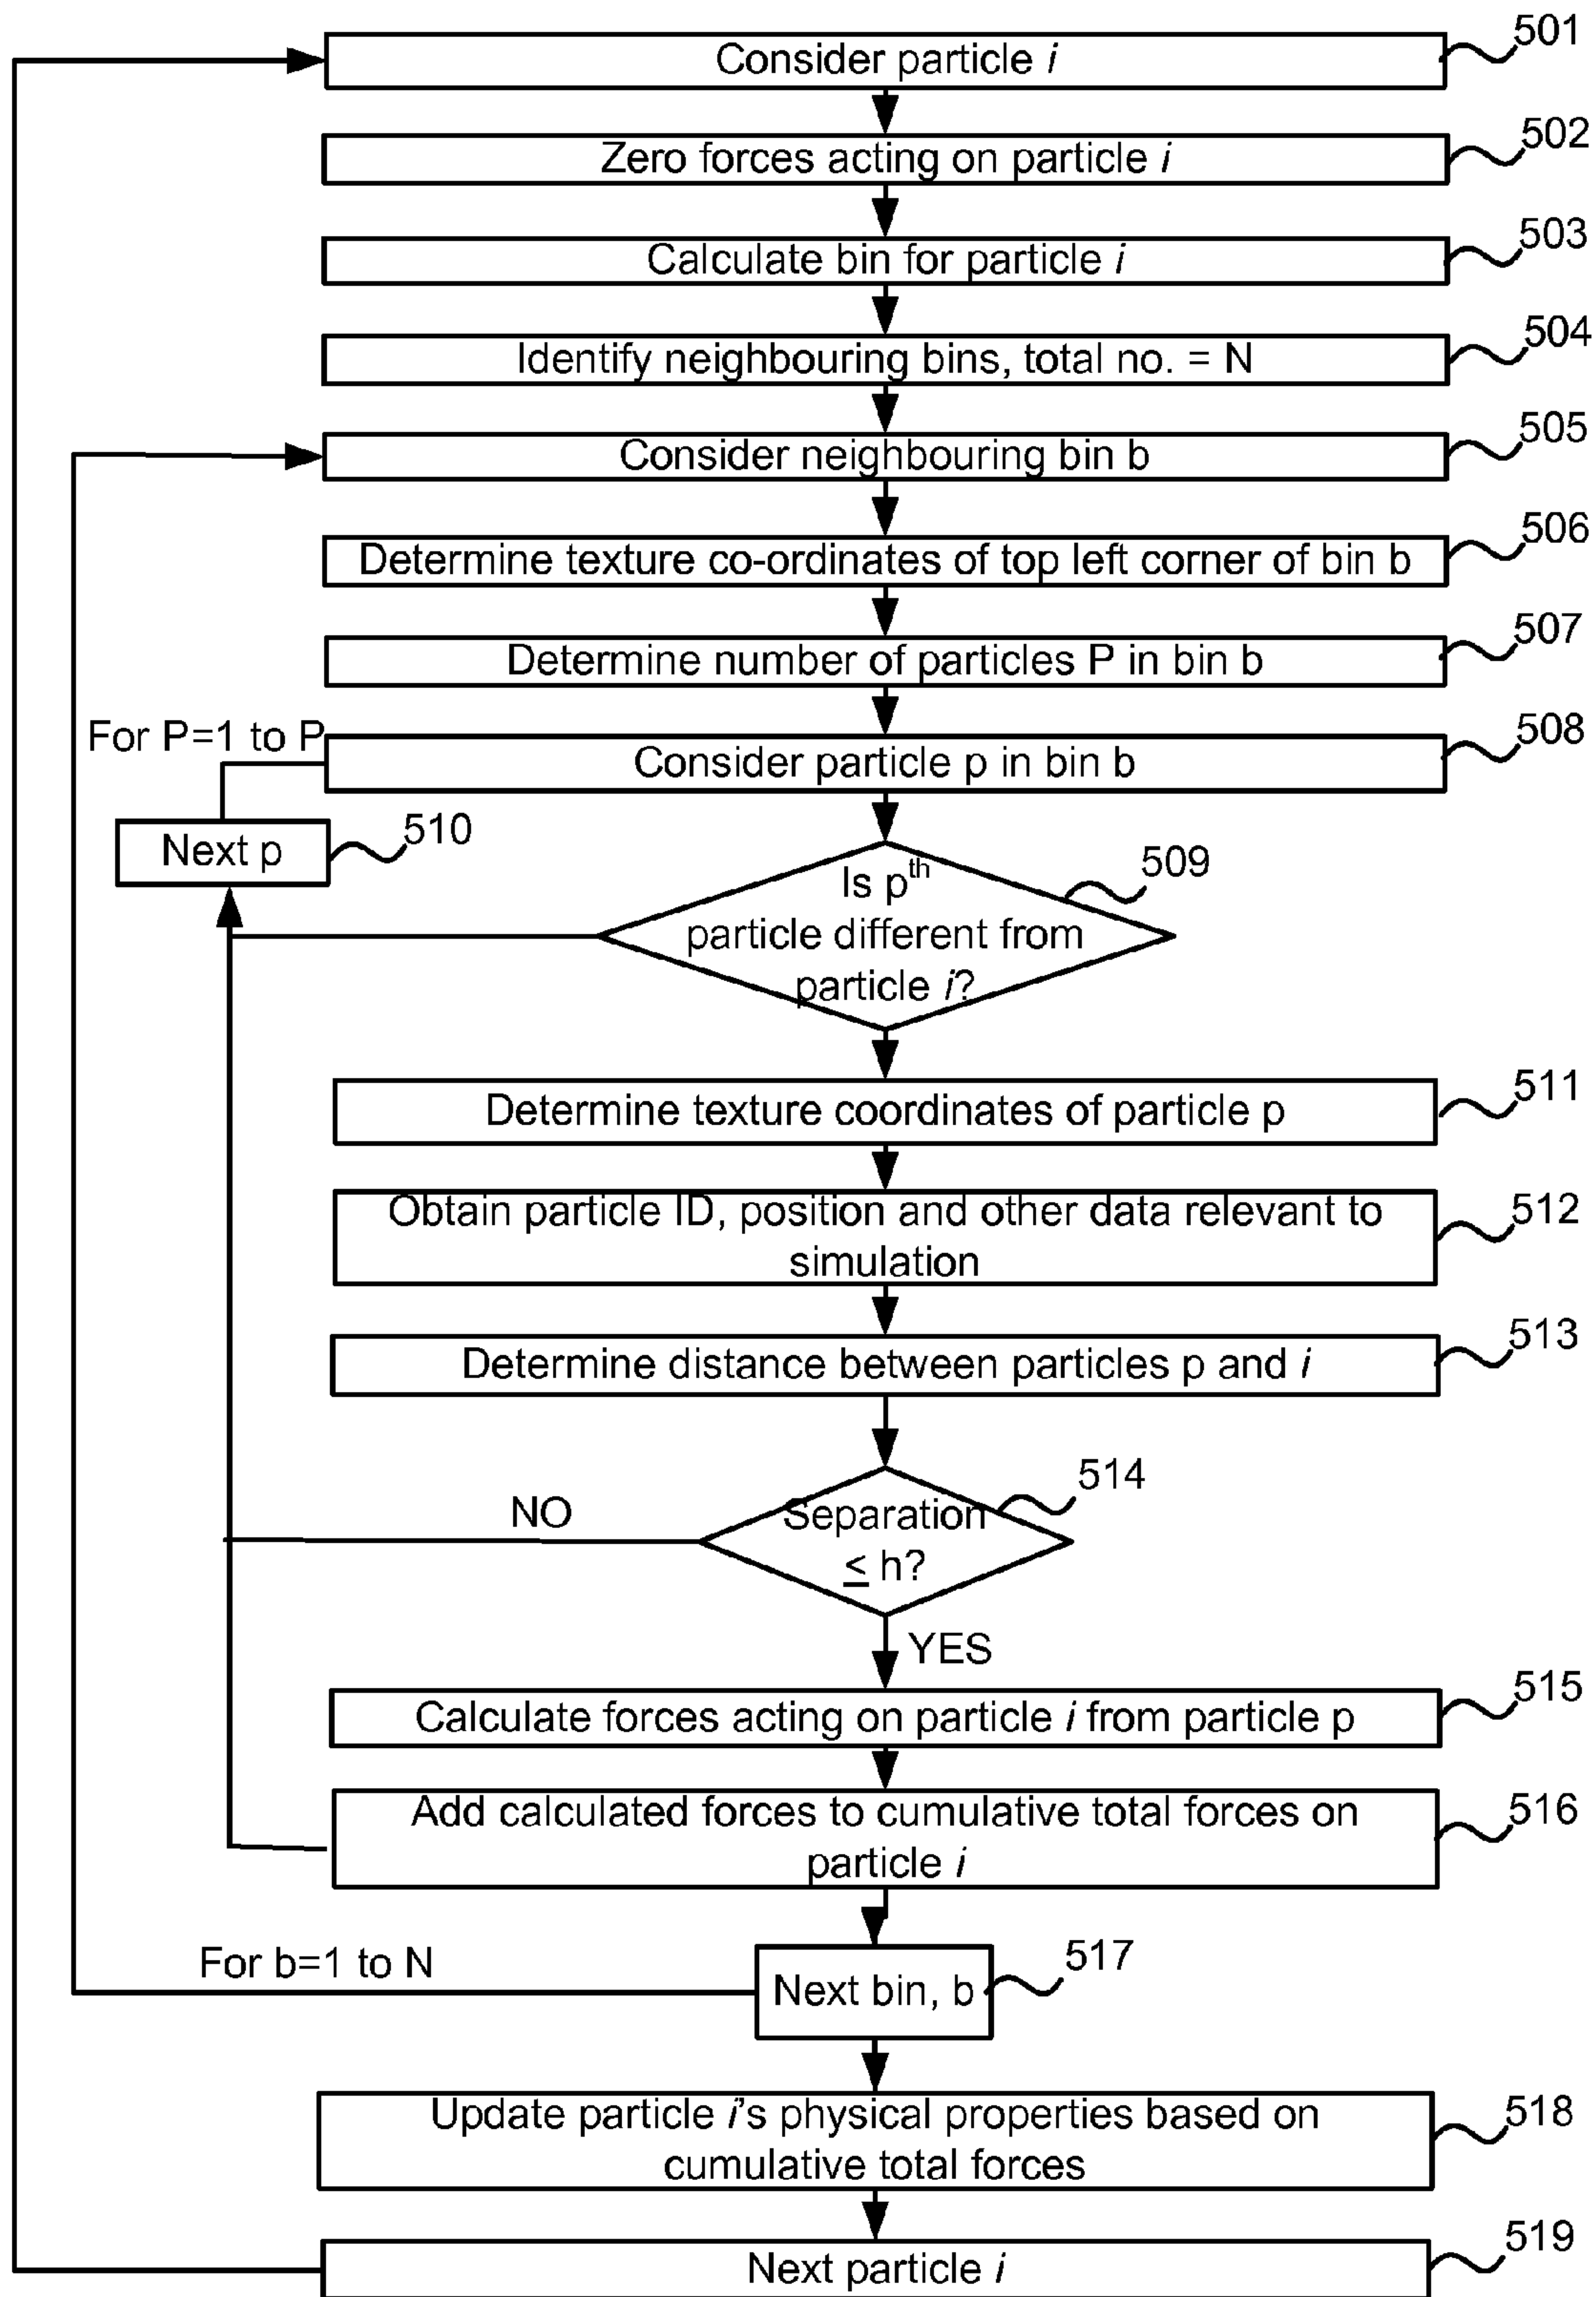 501
Consider particle i
502
Zero forces acting on particle i
503
Calculate bin for particle i
504
Identify neighbouring bins, total no. = N
505
Consider neighbouring bin b
506
Determine texture co-ordinates of top left corner of bin b
507
Determine number of particles P in bin b
508
For P=1 to P
Consider particle p in bin b
510
Next p
509
Is pth
particle different from
particle i?
511
Determine texture coordinates of particle p
512
Obtain particle ID, position and other data relevant to
simulation
513
Determine distance between particles p and i
514
Separation
≤ h?
NO
YES
515
Calculate forces acting on particle i from particle p
516
Add calculated forces to cumulative total forces on
particle i
517
For b=1 to N
Next bin, b
518
Update particle i's physical properties based on
cumulative total forces
519
Next particle i